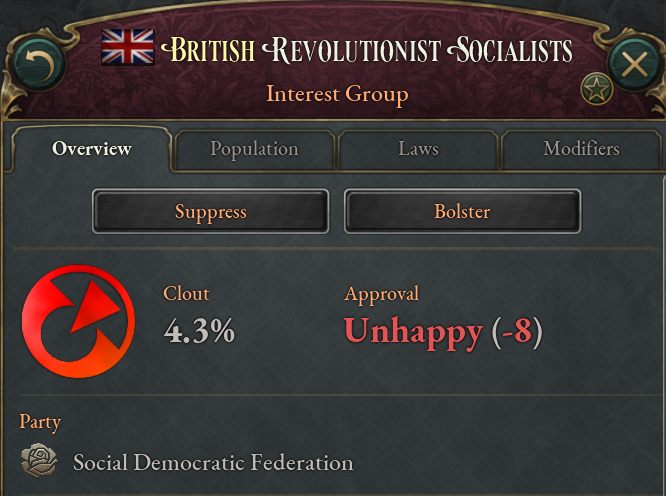 British Revolutionist Socialists
Interest Group
Overview Population Laws Modifiers
Suppress Bolster
Clout Approval
4.3% Unhappy (-8)
Party
Social Democratic Federation